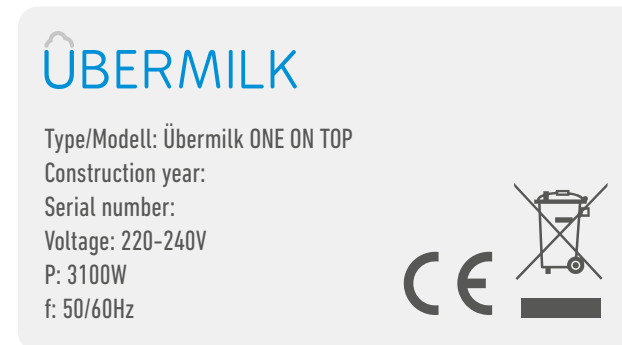 ÜBERMILK
Type/Modell: Übermilk ONE ON TOP
Construction year:
Serial number:
Voltage: 220-240V
P: 3100W
f: 50/60Hz
CE